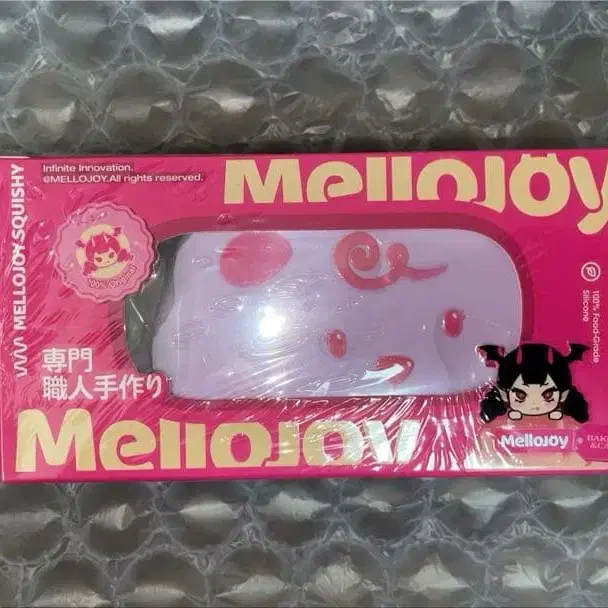 Infinite Innovation.
@MELLOJOY.All rights reserved.
MELLOJOY
MELLOJOY SQUISHY
100% Original
100% Food-Grade
Silicone
専門
職人手作り
MELLOJOY
MELLOJOY